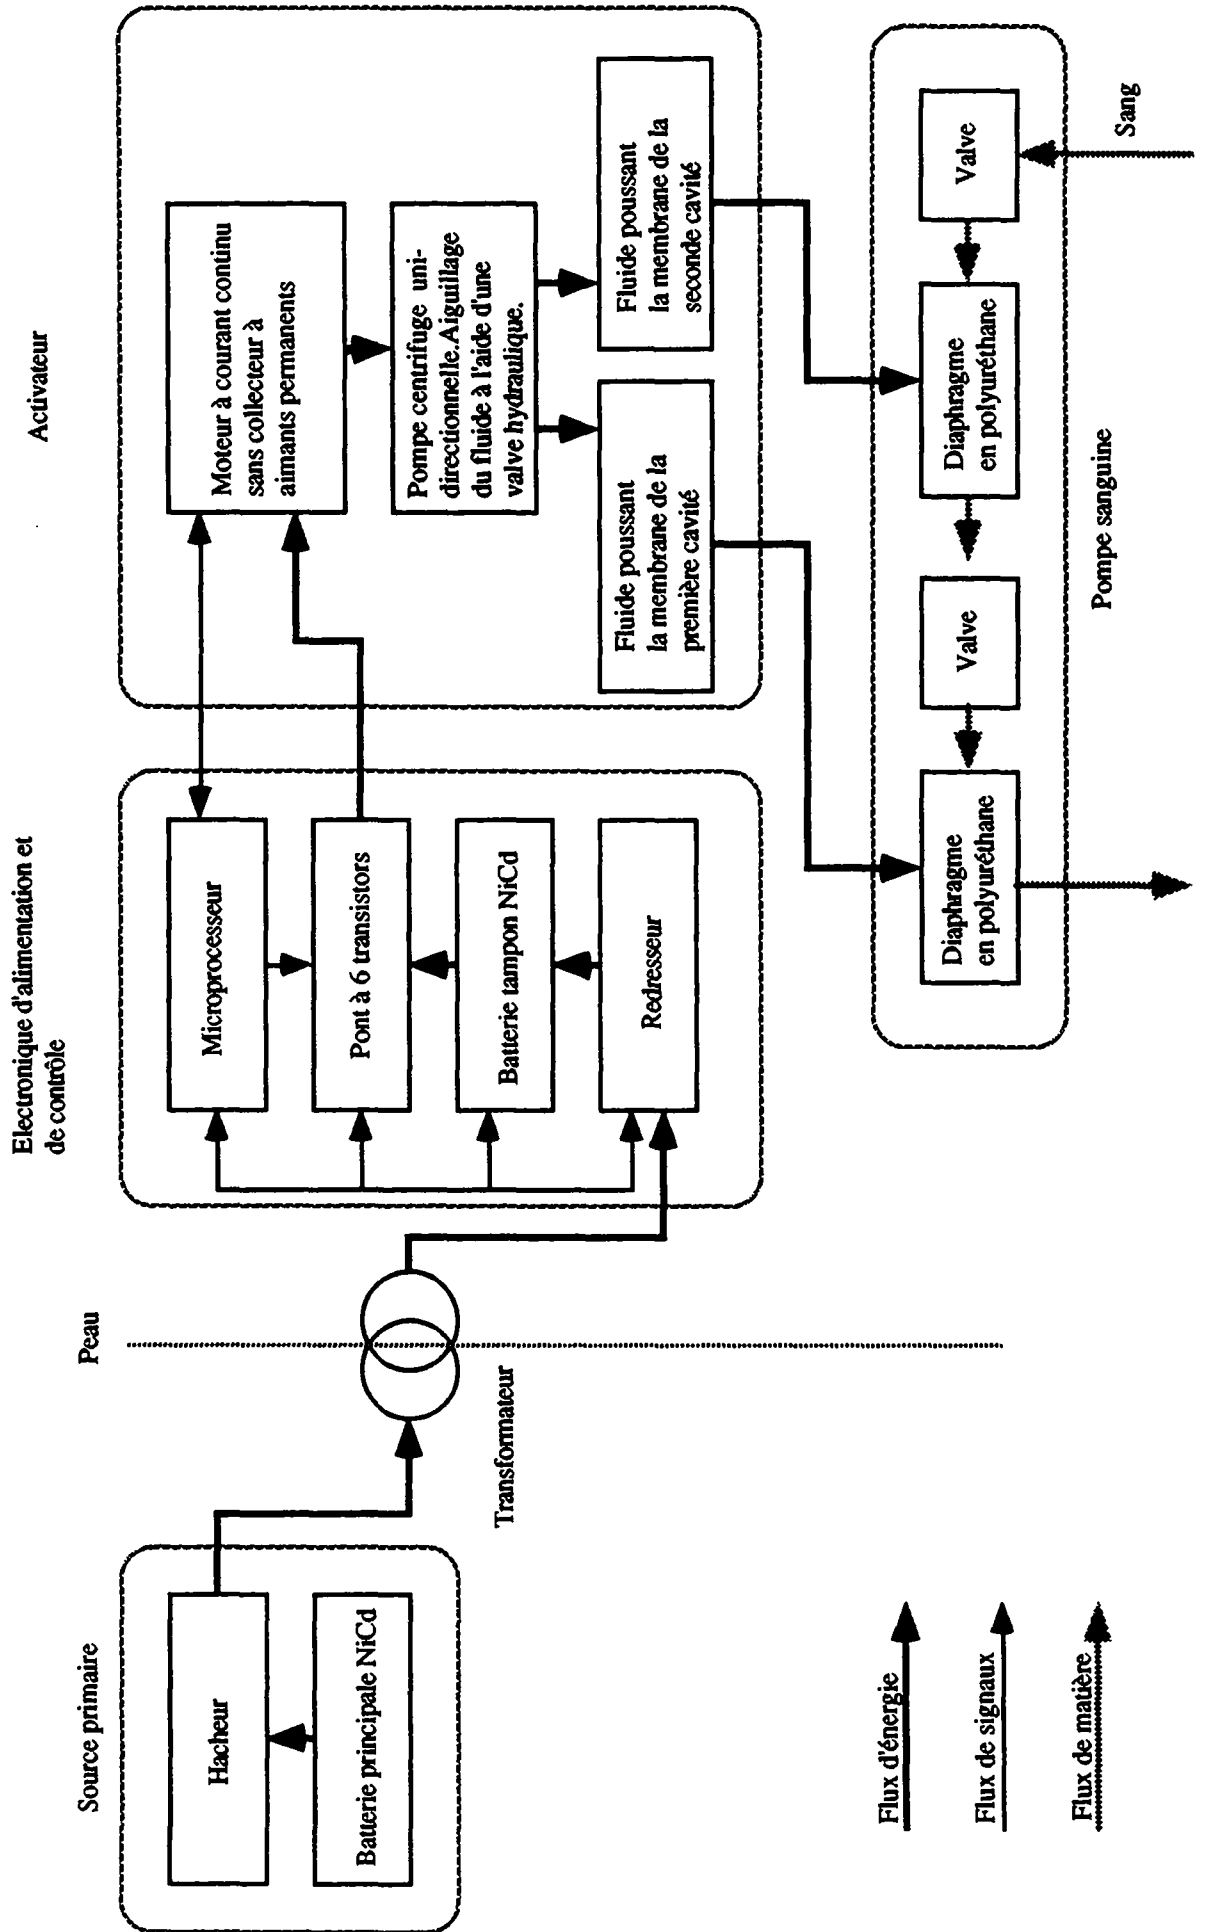 Source primaire
Hacheur
Batterie principale NiCd
Peau
Transformateur
Electronique d'alimentation et
de contrôle
Microprocesseur
Pont à 6 transistors
Batterie tampon NiCd
Redresseur
Activateur
Moteur à courant continu
sans collecteur à
aimants permanents
Pompe centrifuge uni-
directionnelle.Aiguillage
du fluide à l'aide d'une
valve hydraulique.
Fluide poussant
la membrane de la
première cavité
Fluide poussant
la membrane de la
seconde cavité
Diaphragme
en polyuréthane
Valve
Diaphragme
en polyuréthane
Valve
Sang
Pompe sanguine
Flux d'énergie
Flux de signaux
Flux de matière